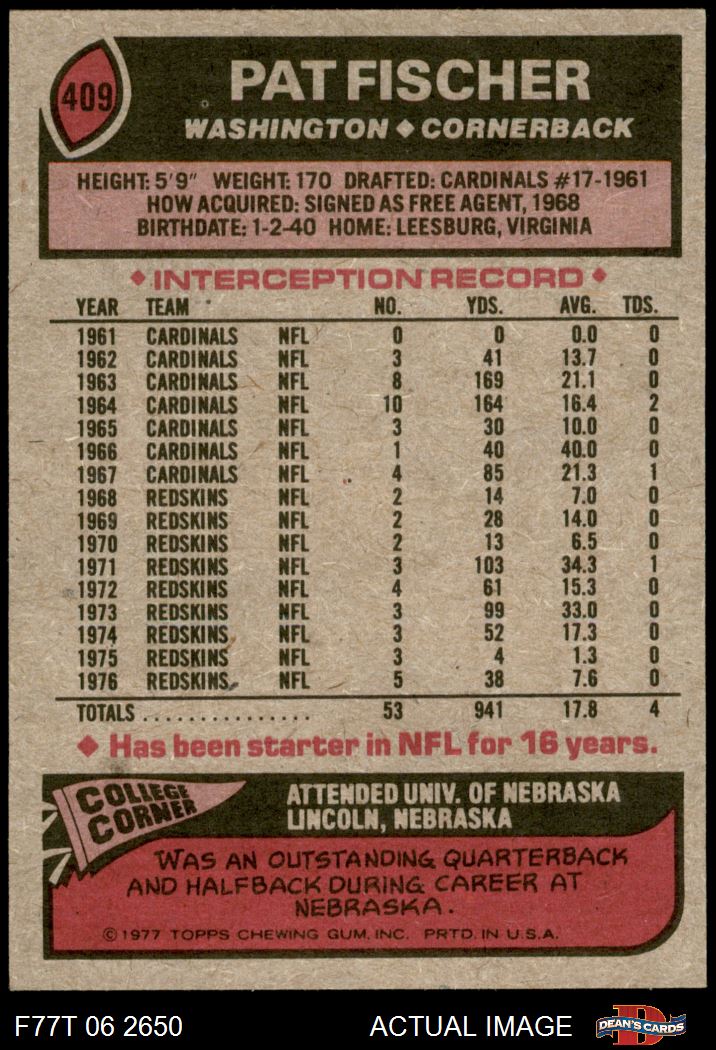 409
PAT FISCHER
WASHINGTON ◆ CORNERBACK
HEIGHT: 5'9" WEIGHT: 170 DRAFTED: CARDINALS #17-1961
HOW ACQUIRED: SIGNED AS FREE AGENT, 1968
BIRTHDATE: 1-2-40 HOME: LEESBURG, VIRGINIA
◆ INTERCEPTION RECORD ◆
YEAR TEAM NO. YDS. AVG. TDS.
1961 CARDINALS NFL 0 0 0.0 0
1962 CARDINALS NFL 3 41 13.7 0
1963 CARDINALS NFL 8 169 21.1 0
1964 CARDINALS NFL 10 164 16.4 2
1965 CARDINALS NFL 3 30 10.0 0
1966 CARDINALS NFL 1 40 40.0 0
1967 CARDINALS NFL 4 85 21.3 1
1968 REDSKINS NFL 2 14 7.0 0
1969 REDSKINS NFL 2 28 14.0 0
1970 REDSKINS NFL 2 13 6.5 0
1971 REDSKINS NFL 3 103 34.3 1
1972 REDSKINS NFL 4 61 15.3 0
1973 REDSKINS NFL 3 99 33.0 0
1974 REDSKINS NFL 3 52 17.3 0
1975 REDSKINS NFL 3 4 1.3 0
1976 REDSKINS NFL 5 38 7.6 0
TOTALS ................ 53 941 17.8 4
◆ Has been starter in NFL for 16 years.
COLLEGE CORNER
ATTENDED UNIV. OF NEBRASKA
LINCOLN, NEBRASKA
WAS AN OUTSTANDING QUARTERBACK
AND HALFBACK DURING CAREER AT
NEBRASKA.
©1977 TOPPS CHEWING GUM, INC. PRTD. IN U.S.A.
F77T 06 2650 ACTUAL IMAGE D DEAN'S CARDS